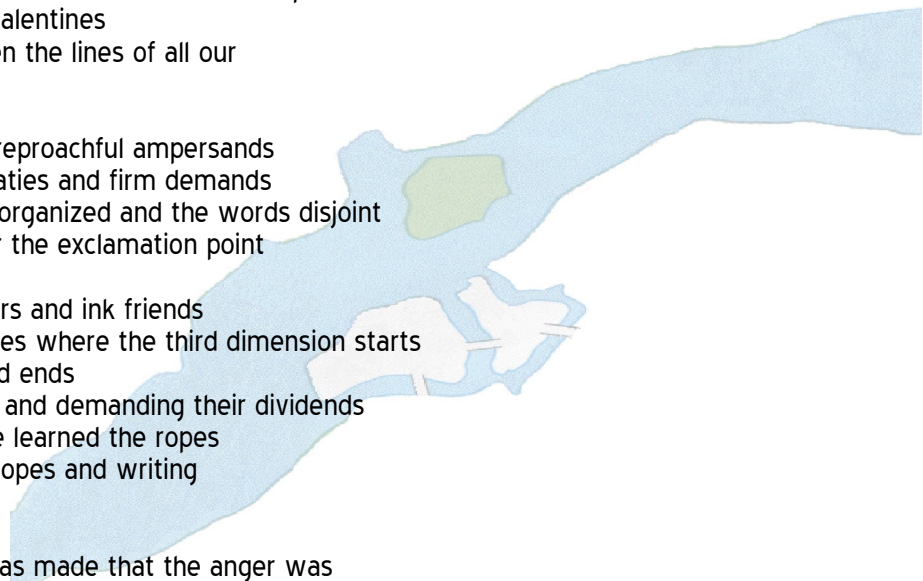 alentines
en the lines of all our
reproachful ampersands
aties and firm demands
organized and the words disjoint
r the exclamation point
rs and ink friends
es where the third dimension starts
d ends
and demanding their dividends
e learned the ropes
opes and writing
as made that the anger was